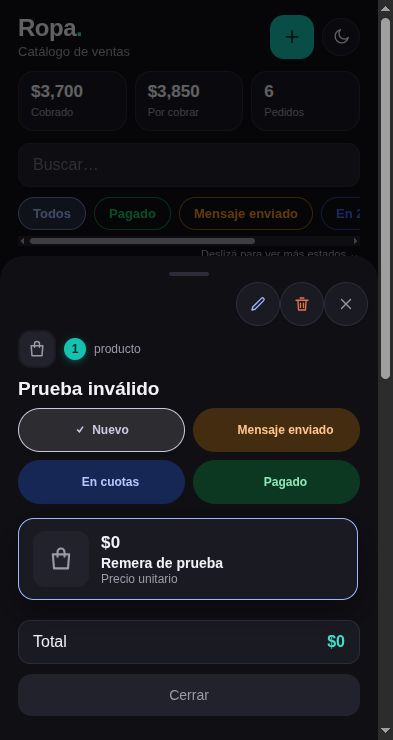 Ropa.
Catálogo de ventas
+
$3,700
Cobrado
$3,850
Por cobrar
6
Pedidos
Buscar…
Todos
Pagado
Mensaje enviado
En 2
Deslizá para ver más estados
1 producto
Prueba inválido
✓ Nuevo
Mensaje enviado
En cuotas
Pagado
$0
Remera de prueba
Precio unitario
Total
$0
Cerrar